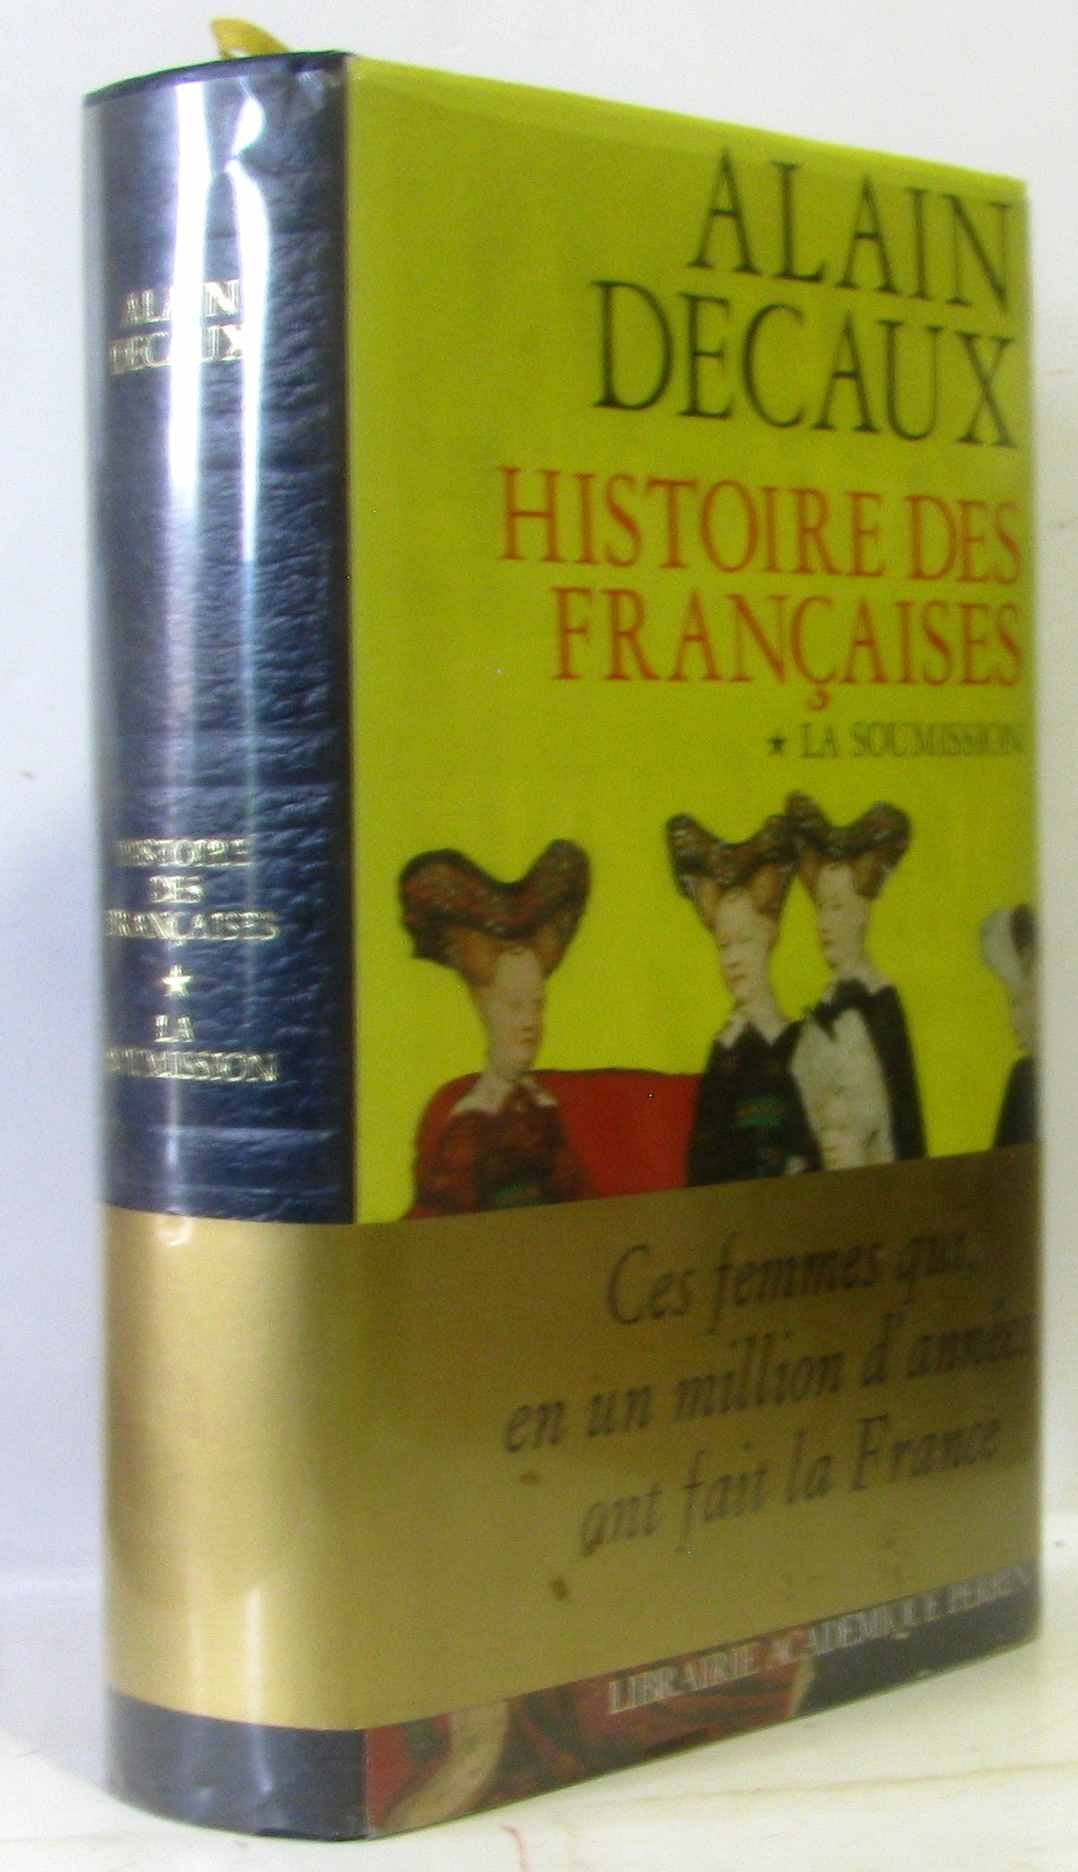 ALAIN
DECAUX
HISTOIRE
DES
FRANÇAISES
★
LA
SOUMISSION
ALAIN
DECAUX
HISTOIRE DES
FRANÇAISES
★ LA SOUMISSION
Ces femmes qui,
en un million d'années
ont fait la France
LIBRAIRIE ACADEMIQUE PERRIN